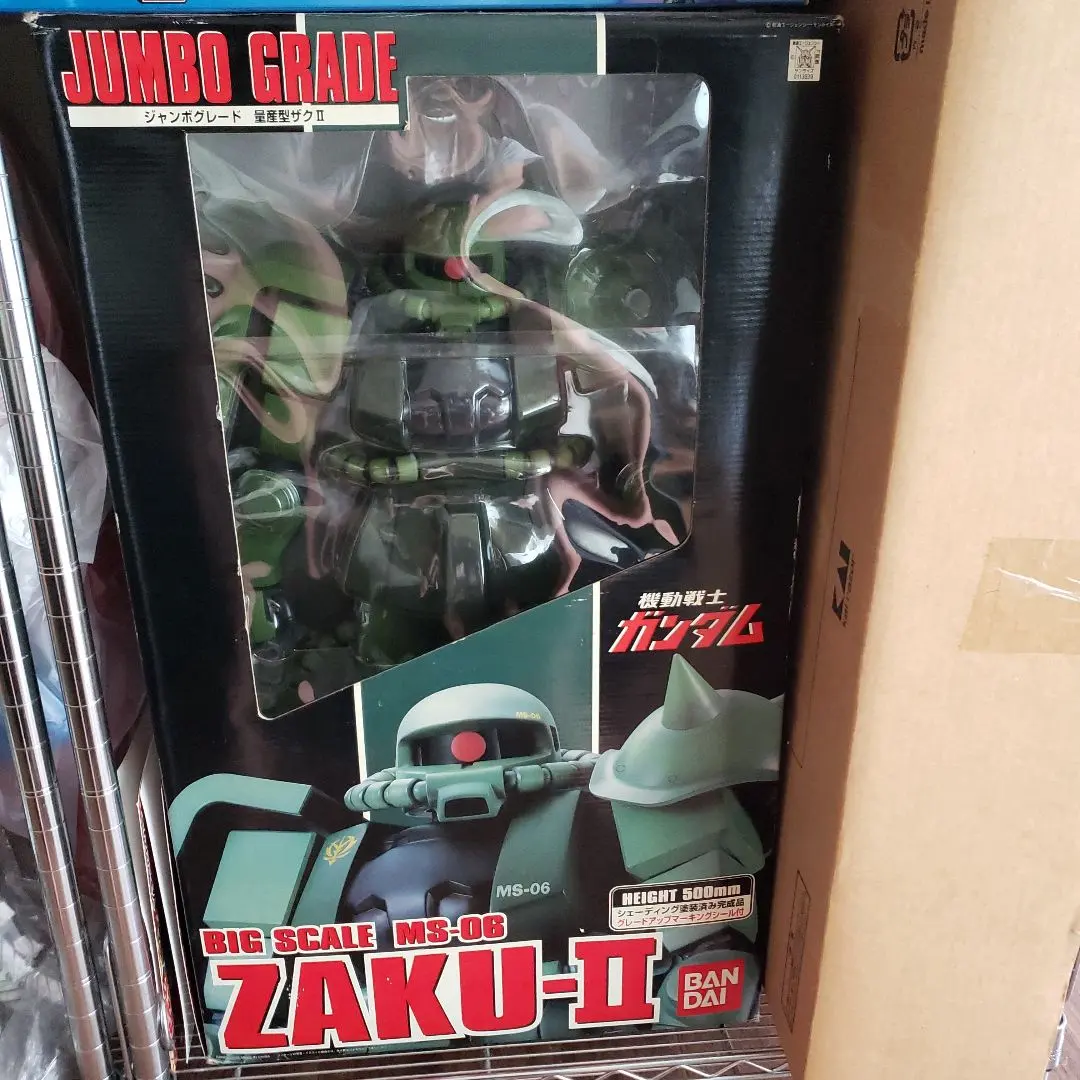 JUMBO GRADE
ジャンボグレード 量産型ザクⅡ
機動戦士
ガンダム
MS-06
MS-06
HEIGHT 500mm
シェーディング塗装済み完成品
グレードアップマーキングシール付
BIG SCALE MS-06
ZAKU-II
BAN
DAI